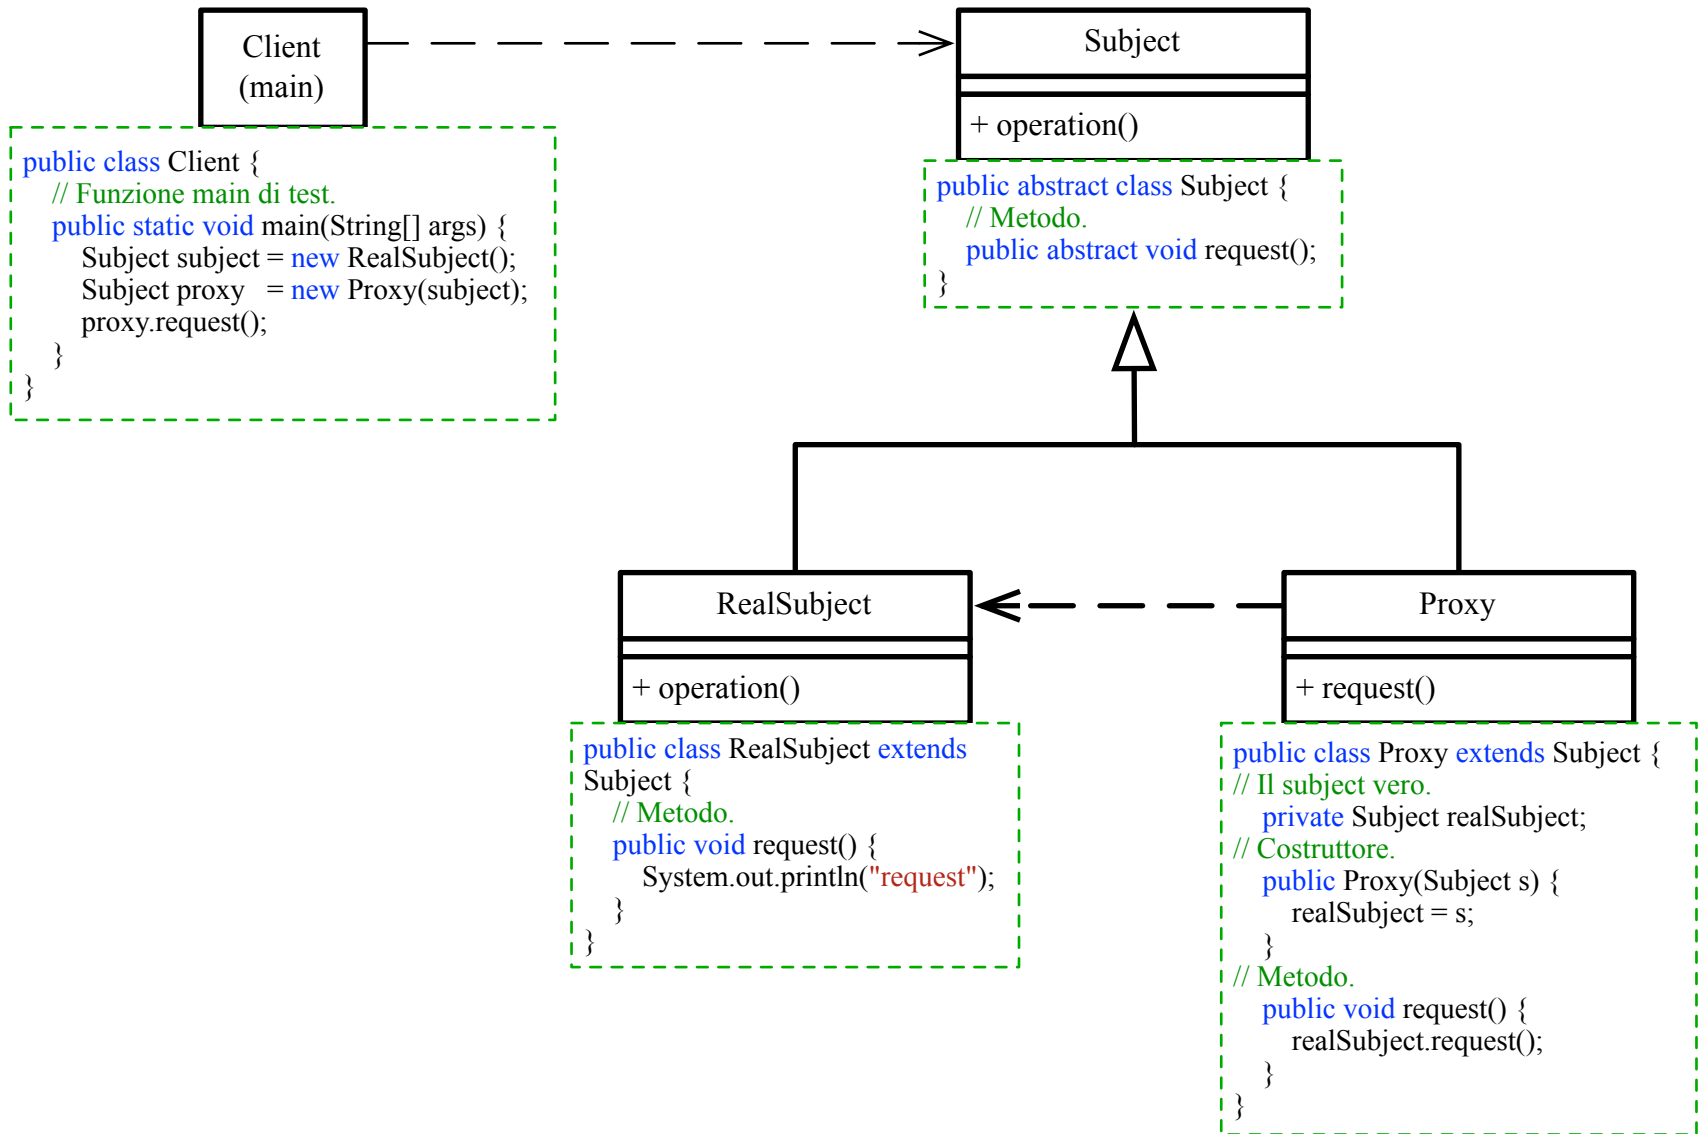 Client
(main)
public class Client {
// Funzione main di test.
public static void main(String[] args) {
Subject subject = new RealSubject();
Subject proxy = new Proxy(subject);
proxy.request();
}
}
Subject
+ operation()
public abstract class Subject {
// Metodo.
public abstract void request();
}
RealSubject
+ operation()
public class RealSubject extends
Subject {
// Metodo.
public void request() {
System.out.println("request");
}
}
Proxy
+ request()
public class Proxy extends Subject {
// Il subject vero.
private Subject realSubject;
// Costruttore.
public Proxy(Subject s) {
realSubject = s;
}
// Metodo.
public void request() {
realSubject.request();
}
}